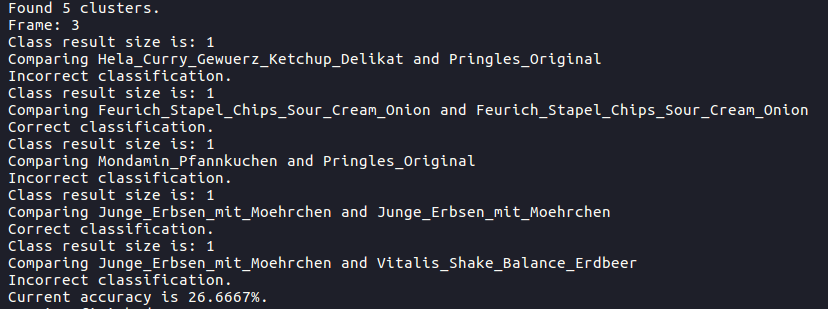 Found 5 clusters.
Frame: 3
Class result size is: 1
Comparing Hela_Curry_Gewuerz_Ketchup_Delikat and Pringles_Original
Incorrect classification.
Class result size is: 1
Comparing Feurich_Stapel_Chips_Sour_Cream_Onion and Feurich_Stapel_Chips_Sour_Cream_Onion
Correct classification.
Class result size is: 1
Comparing Mondamin_Pfannkuchen and Pringles_Original
Incorrect classification.
Class result size is: 1
Comparing Junge_Erbsen_mit_Moehrchen and Junge_Erbsen_mit_Moehrchen
Correct classification.
Class result size is: 1
Comparing Junge_Erbsen_mit_Moehrchen and Vitalis_Shake_Balance_Erdbeer
Incorrect classification.
Current accuracy is 26.6667%.